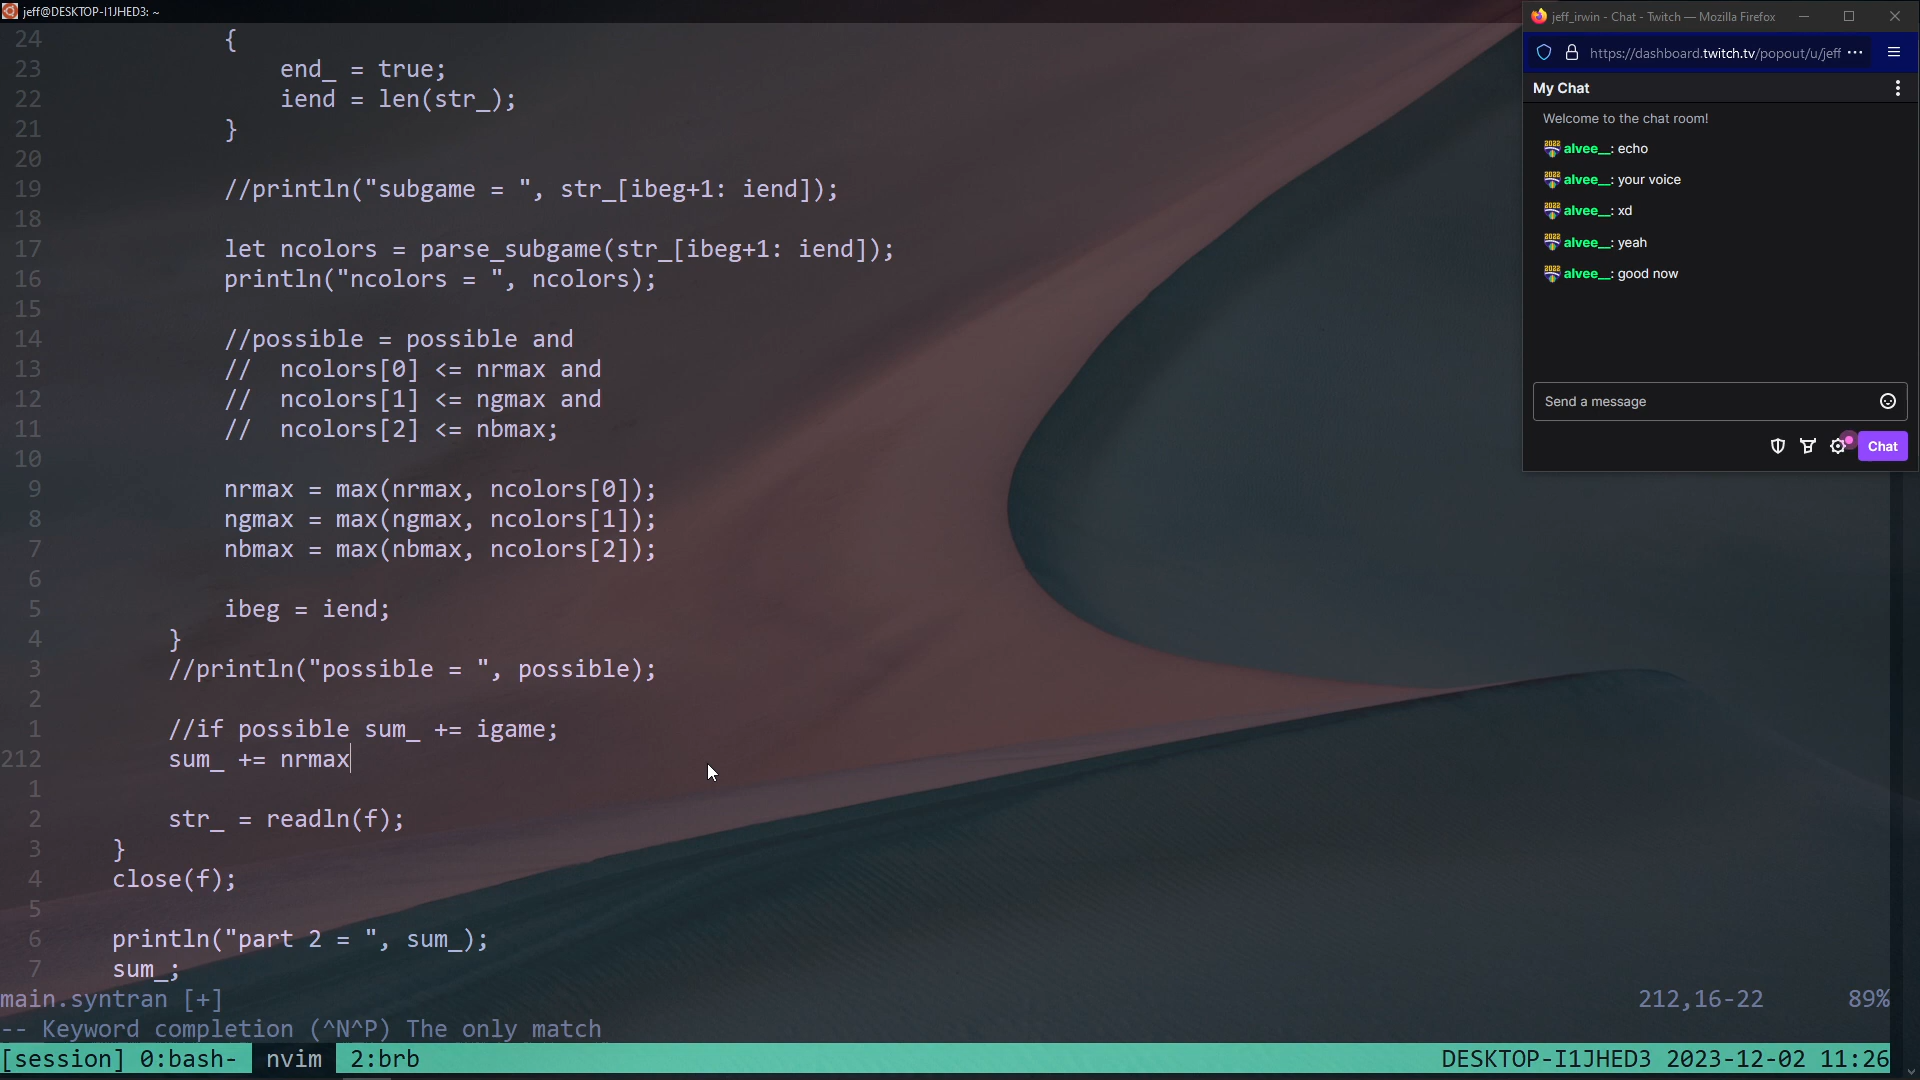 jeff@DESKTOP-I1JHED3: ~
24 {
23 end_ = true;
22 iend = len(str_);
21 }
20
19 //println("subgame = ", str_[ibeg+1: iend]);
18
17 let ncolors = parse_subgame(str_[ibeg+1: iend]);
16 println("ncolors = ", ncolors);
15
14 //possible = possible and
13 //  ncolors[0] <= nrmax and
12 //  ncolors[1] <= ngmax and
11 //  ncolors[2] <= nbmax;
10
9 nrmax = max(nrmax, ncolors[0]);
8 ngmax = max(ngmax, ncolors[1]);
7 nbmax = max(nbmax, ncolors[2]);
6
5 ibeg = iend;
4 }
3 //println("possible = ", possible);
2
1 //if possible sum_ += igame;
212 sum_ += nrmax
1
2 str_ = readln(f);
3 }
4 close(f);
5
6 println("part 2 = ", sum_);
7 sum_;
main.syntran [+] 212,16-22 89%
-- Keyword completion (^N^P) The only match
[session] 0:bash- nvim 2:brb DESKTOP-I1JHED3 2023-12-02 11:26
jeff_irwin - Chat - Twitch — Mozilla Firefox
https://dashboard.twitch.tv/popout/u/jeff
My Chat
Welcome to the chat room!
alvee__: echo
alvee__: your voice
alvee__: xd
alvee__: yeah
alvee__: good now
Send a message
Chat